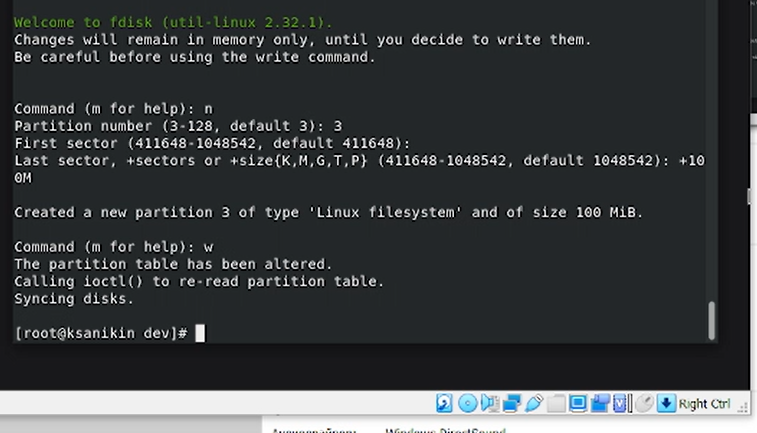 Welcome to fdisk (util-linux 2.32.1).
Changes will remain in memory only, until you decide to write them.
Be careful before using the write command.
Command (m for help): n
Partition number (3-128, default 3): 3
First sector (411648-1048542, default 411648):
Last sector, +sectors or +size{K,M,G,T,P} (411648-1048542, default 1048542): +10
0M
Created a new partition 3 of type 'Linux filesystem' and of size 100 MiB.
Command (m for help): w
The partition table has been altered.
Calling ioctl() to re-read partition table.
Syncing disks.
[root@ksanikin dev]#
Right Ctrl
Windows DirectSound